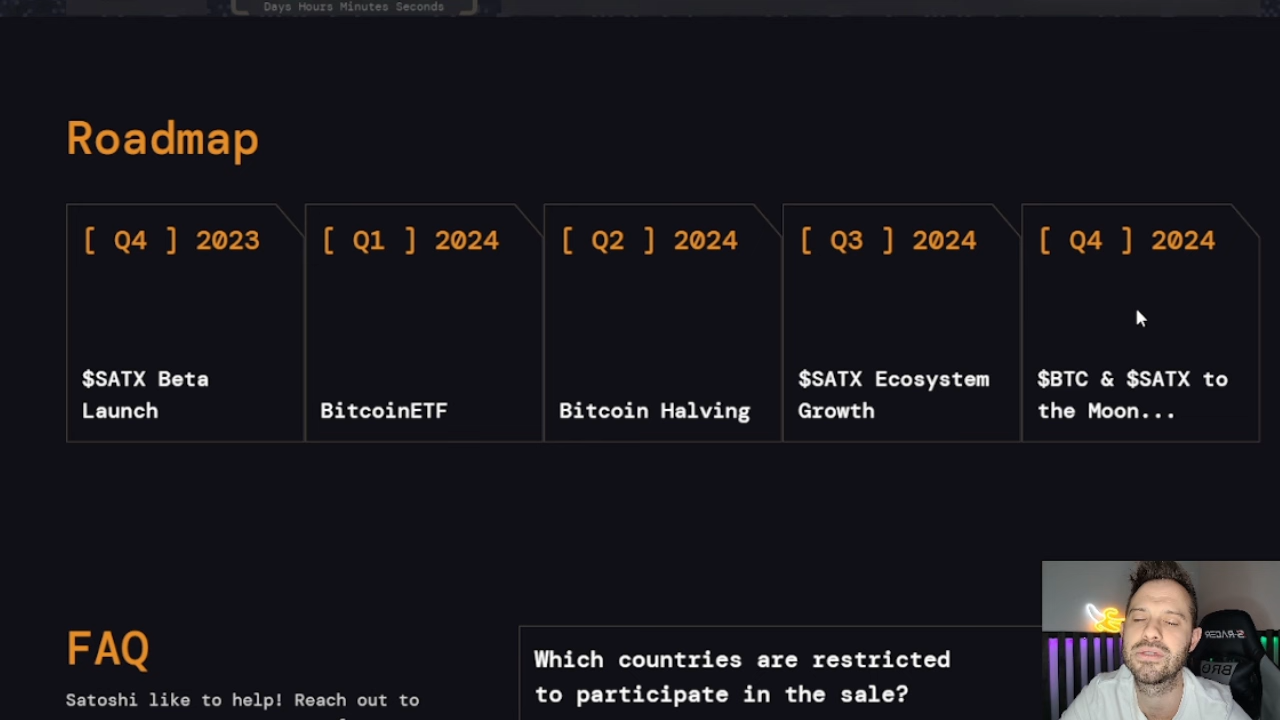 Days Hours Minutes Seconds
Roadmap
[ Q4 ] 2023
$SATX Beta
Launch
[ Q1 ] 2024
BitcoinETF
[ Q2 ] 2024
Bitcoin Halving
[ Q3 ] 2024
$SATX Ecosystem
Growth
[ Q4 ] 2024
$BTC & $SATX to
the Moon...
FAQ
Satoshi like to help! Reach out to
Which countries are restricted
to participate in the sale?